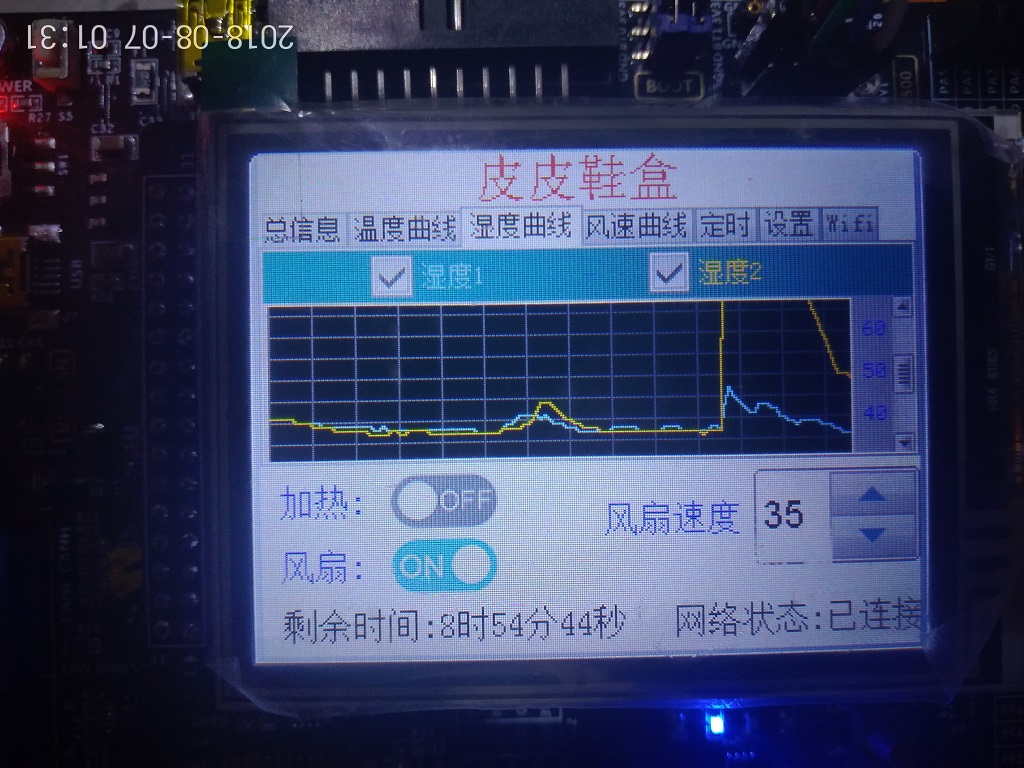 2018-08-07 01:31
BOOT
WER
R27 S5
C32
USB
皮皮鞋盒
总信息 温度曲线 湿度曲线 风速曲线 定时 设置 Wifi
湿度1 湿度2
60
50
40
加热: OFF
风扇速度 35
风扇: ON
剩余时间:8时54分44秒 网络状态:已连接